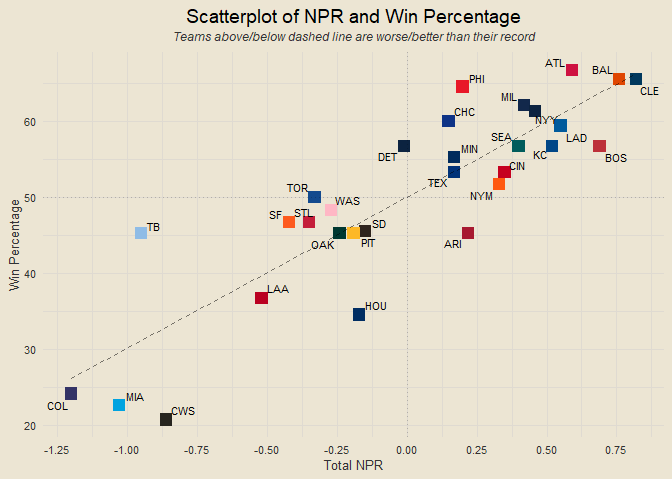 Scatterplot of NPR and Win Percentage
Teams above/below dashed line are worse/better than their record
ATL
BAL
PHI
CLE
MIL
CHC
NYY
SEA
LAD
MIN
KC
DET
BOS
CIN
TEX
TOR
NYM
WAS
STL
SF
TB
SD
OAK
PIT
ARI
LAA
HOU
MIA
COL
CWS
Win Percentage
60
50
40
30
20
-1.25
-1.00
-0.75
-0.50
-0.25
0.00
0.25
0.50
0.75
Total NPR